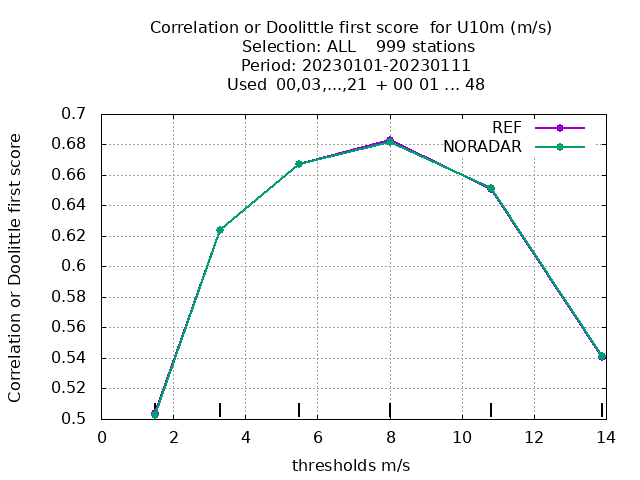 Correlation or Doolittle first score  for U10m (m/s)
Selection: ALL    999 stations
Period: 20230101-20230111
Used  00,03,...,21  + 00 01 ... 48
Correlation or Doolittle first score
0.7
0.68
0.66
0.64
0.62
0.6
0.58
0.56
0.54
0.52
0.5
REF
NORADAR
0 2 4 6 8 10 12 14
thresholds m/s